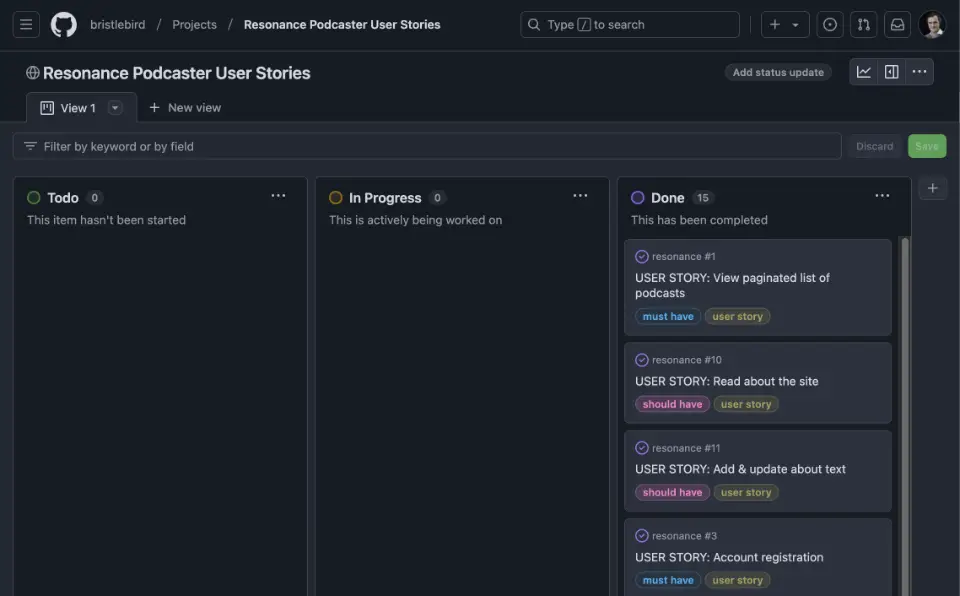 bristlebird / Projects / Resonance Podcaster User Stories
Type / to search
Resonance Podcaster User Stories
Add status update
View 1
New view
Filter by keyword or by field
Discard
Save
Todo 0
This item hasn't been started
In Progress 0
This is actively being worked on
Done 15
This has been completed
resonance #1
USER STORY: View paginated list of
podcasts
must have user story
resonance #10
USER STORY: Read about the site
should have user story
resonance #11
USER STORY: Add & update about text
should have user story
resonance #3
USER STORY: Account registration
must have user story